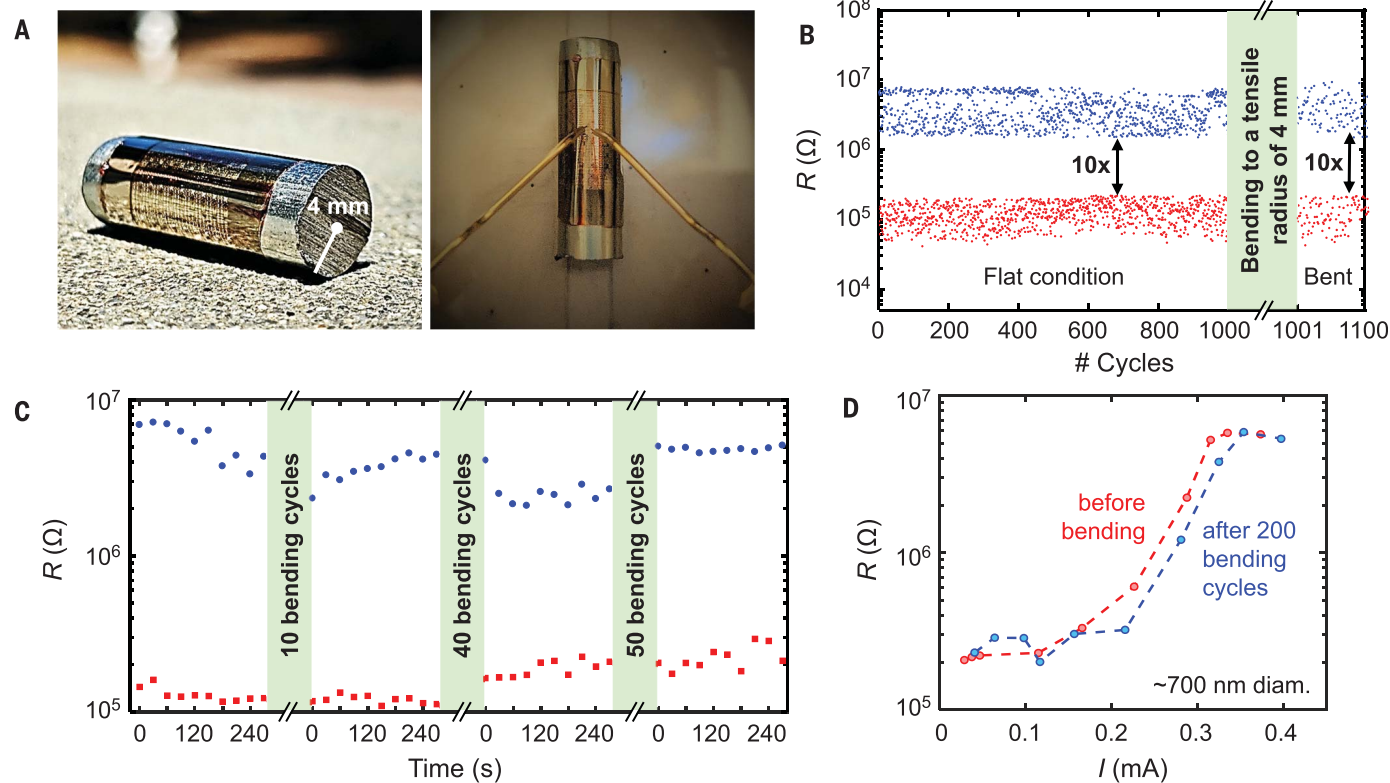 A
4 mm
B
10⁸
10⁷
10⁶
10⁵
10⁴
R (Ω)
10x
10x
Flat condition
Bending to a tensile
radius of 4 mm
Bent
0 200 400 600 800 1000 1001 1100
# Cycles
C
10⁷
10⁶
10⁵
R (Ω)
10 bending cycles
40 bending cycles
50 bending cycles
0 120 240 0 120 240 0 120 240 0 120 240
Time (s)
D
10⁷
10⁶
10⁵
R (Ω)
before
bending
after 200
bending
cycles
~700 nm diam.
0 0.1 0.2 0.3 0.4
I (mA)